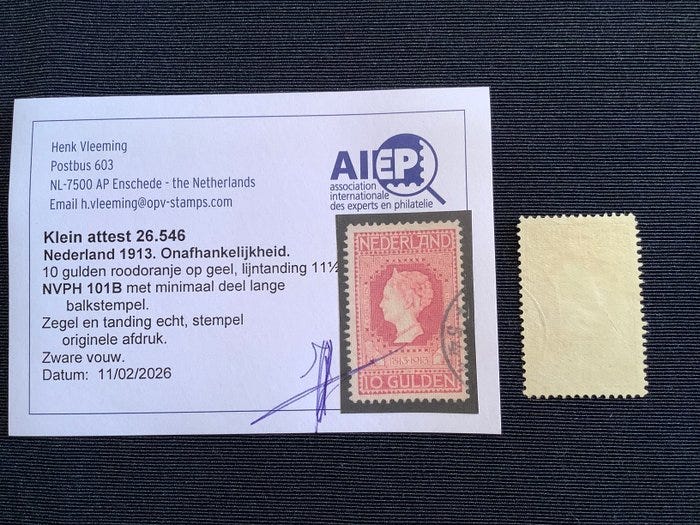 Henk Vleeming
Postbus 603
NL-7500 AP Enschede - the Netherlands
Email h.vleeming@opv-stamps.com
AIEP
association
internationale
des experts en philatelie
Klein attest 26.546
Nederland 1913. Onafhankelijkheid.
10 gulden roodoranje op geel, lijntanding 11½
NVPH 101B met minimaal deel lange
balkstempel.
Zegel en tanding echt, stempel
originele afdruk.
Zware vouw.
Datum: 11/02/2026
NEDERLAND
1813-1913
10 GULDEN